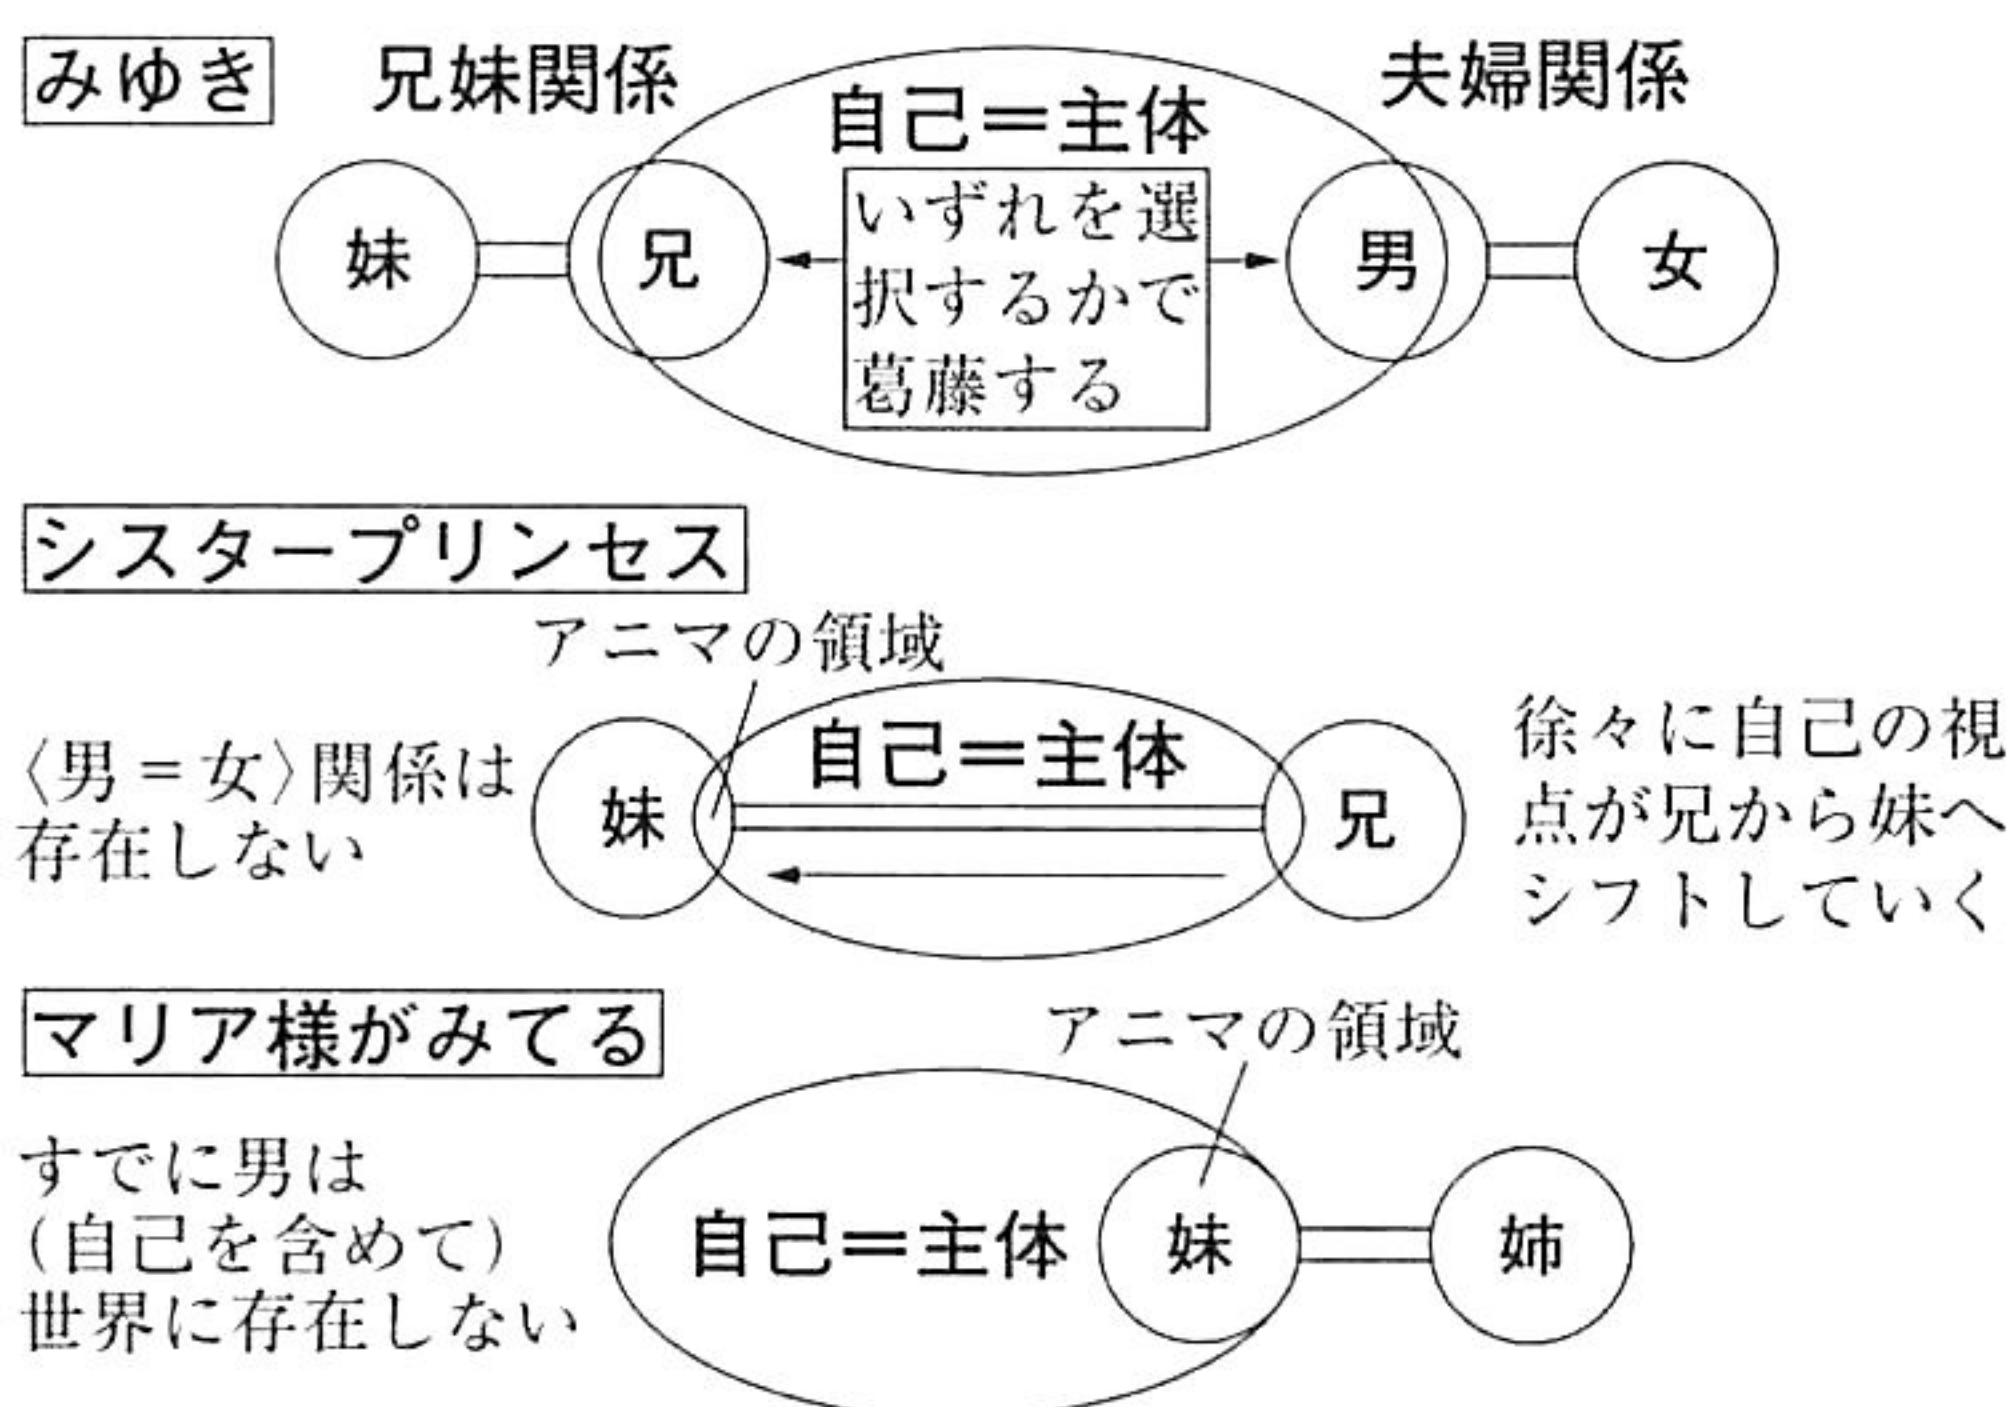 みゆき
兄妹関係
夫婦関係
自己＝主体
いずれを選
択するかで
葛藤する
妹
兄
男
女
シスタープリンセス
アニマの領域
〈男＝女〉関係は
存在しない
自己＝主体
妹
兄
徐々に自己の視
点が兄から妹へ
シフトしていく
マリア様がみてる
アニマの領域
すでに男は
(自己を含めて)
世界に存在しない
自己＝主体
妹
姉